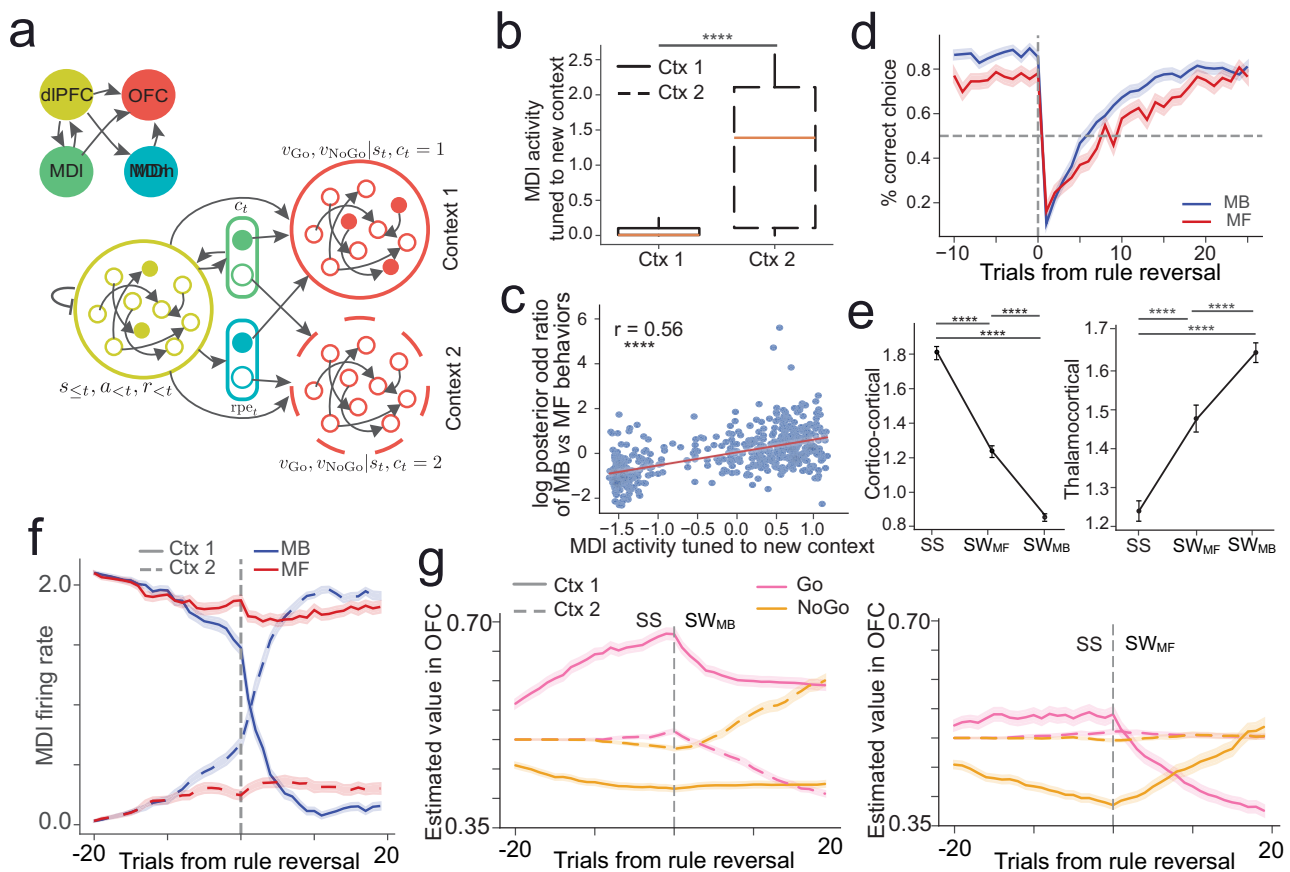 a
dlPFC
OFC
MDl
v_Go, v_NoGo|s_t, c_t = 1
c_t
Context 1
s_≤t, a_<t, r_<t
rpe_t
Context 2
v_Go, v_NoGo|s_t, c_t = 2
b
MDl activity
tuned to new context
2.5
2.0
1.5
1.0
0.5
0.0
****
Ctx 1
Ctx 2
Ctx 1
Ctx 2
c
log posterior odd ratio
of MB vs MF behaviors
r = 0.56
****
6
4
2
0
−2
−1.5
−1.0
−0.5
0.0
0.5
1.0
MDl activity tuned to new context
d
% correct choice
0.8
0.6
0.4
0.2
MB
MF
−10
0
10
20
Trials from rule reversal
e
Cortico-cortical
****
****
****
1.8
1.6
1.4
1.2
1.0
0.8
SS
SW_MF
SW_MB
Thalamocortical
****
****
****
1.7
1.6
1.5
1.4
1.3
1.2
SS
SW_MF
SW_MB
f
Ctx 1
Ctx 2
MB
MF
MDl firing rate
2.0
0.0
-20
20
Trials from rule reversal
g
Ctx 1
Ctx 2
Go
NoGo
Estimated value in OFC
0.70
0.35
SS
SW_MB
-20
20
Trials from rule reversal
Estimated value in OFC
0.70
0.35
SS
SW_MF
-20
20
Trials from rule reversal